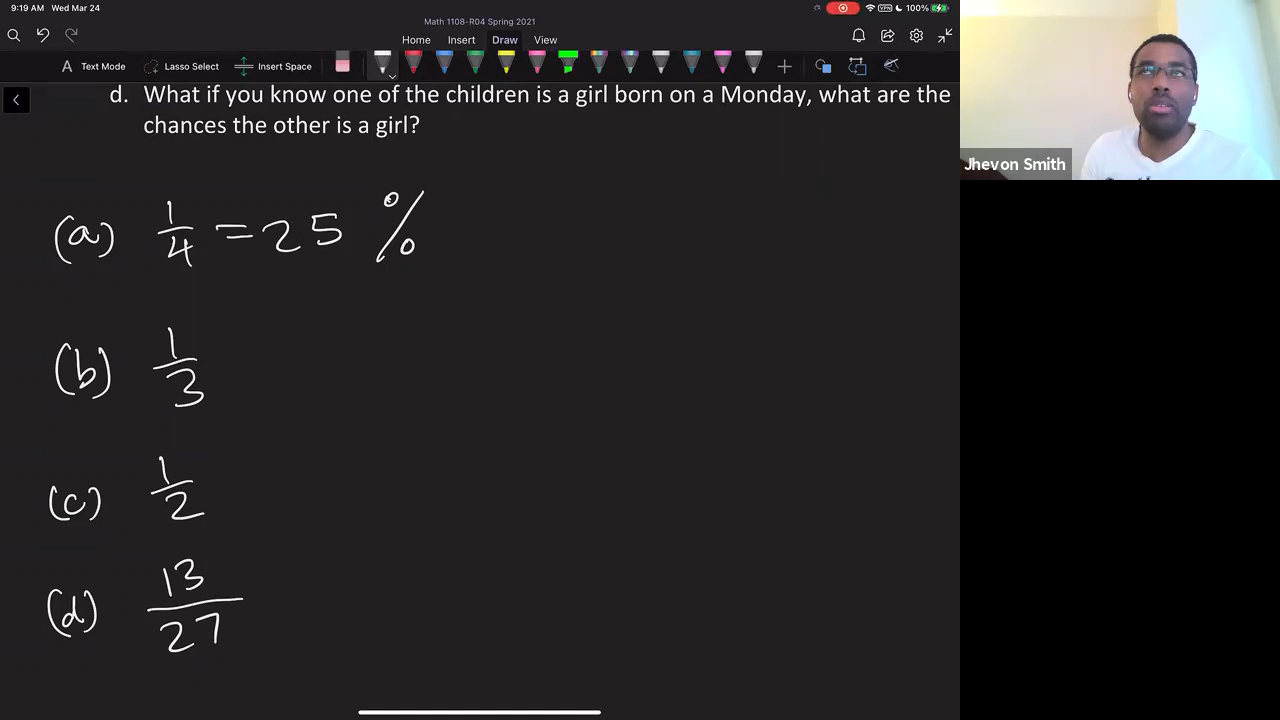 9:19 AM Wed Mar 24
VPN 100%
Math 1108-R04 Spring 2021
Home Insert Draw View
Text Mode Lasso Select Insert Space
d. What if you know one of the children is a girl born on a Monday, what are the
chances the other is a girl?
Jhevon Smith
(a) 1/4 = 25 %
(b) 1/3
(c) 1/2
(d) 13/27